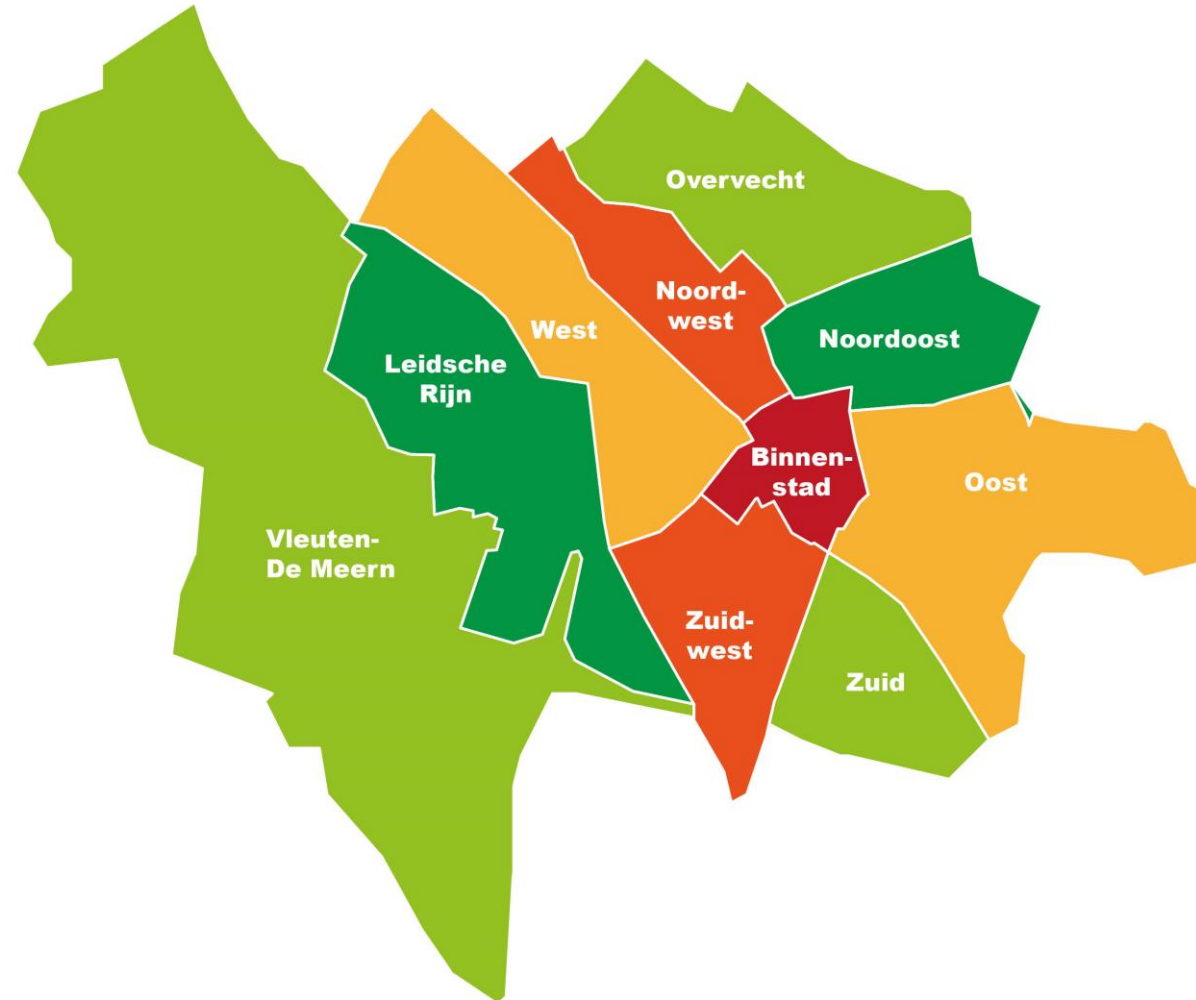 Overvecht
Noord-
west
West
Noordoost
Leidsche
Rijn
Binnen-
stad
Oost
Vleuten-
De Meern
Zuid-
west
Zuid